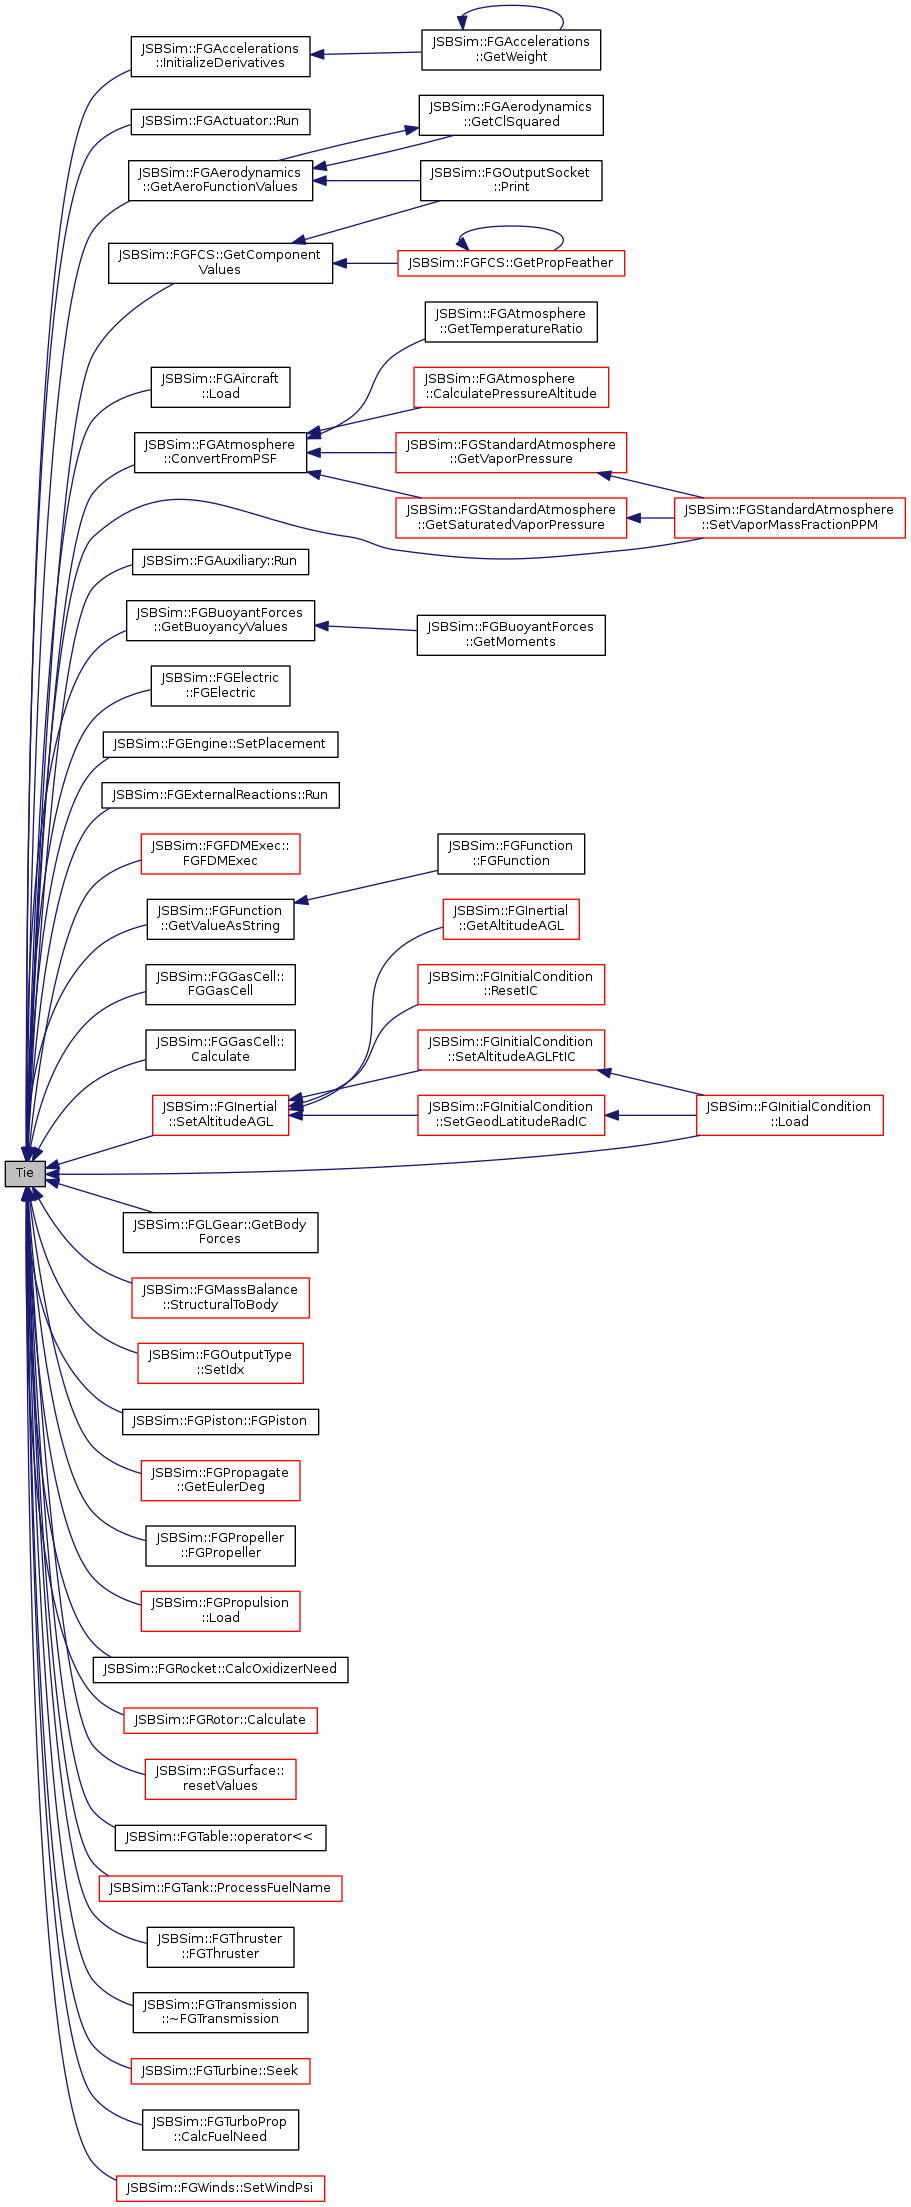 JSBSim::FGAccelerations
::InitializeDerivatives
JSBSim::FGAccelerations
::GetWeight
JSBSim::FGActuator::Run
JSBSim::FGAerodynamics
::GetClSquared
JSBSim::FGAerodynamics
::GetAeroFunctionValues
JSBSim::FGOutputSocket
::Print
JSBSim::FGFCS::GetComponent
Values
JSBSim::FGFCS::GetPropFeather
JSBSim::FGAtmosphere
::GetTemperatureRatio
JSBSim::FGAircraft
::Load
JSBSim::FGAtmosphere
::CalculatePressureAltitude
JSBSim::FGAtmosphere
::ConvertFromPSF
JSBSim::FGStandardAtmosphere
::GetVaporPressure
JSBSim::FGStandardAtmosphere
::GetSaturatedVaporPressure
JSBSim::FGStandardAtmosphere
::SetVaporMassFractionPPM
JSBSim::FGAuxiliary::Run
JSBSim::FGBuoyantForces
::GetBuoyancyValues
JSBSim::FGBuoyantForces
::GetMoments
JSBSim::FGElectric
::FGElectric
JSBSim::FGEngine::SetPlacement
JSBSim::FGExternalReactions::Run
JSBSim::FGFDMExec::
FGFDMExec
JSBSim::FGFunction
::FGFunction
JSBSim::FGFunction
::GetValueAsString
JSBSim::FGInertial
::GetAltitudeAGL
JSBSim::FGGasCell::
FGGasCell
JSBSim::FGInitialCondition
::ResetIC
JSBSim::FGGasCell::
Calculate
JSBSim::FGInitialCondition
::SetAltitudeAGLFtIC
JSBSim::FGInertial
::SetAltitudeAGL
JSBSim::FGInitialCondition
::SetGeodLatitudeRadIC
JSBSim::FGInitialCondition
::Load
Tie
JSBSim::FGLGear::GetBody
Forces
JSBSim::FGMassBalance
::StructuralToBody
JSBSim::FGOutputType
::SetIdx
JSBSim::FGPiston::FGPiston
JSBSim::FGPropagate
::GetEulerDeg
JSBSim::FGPropeller
::FGPropeller
JSBSim::FGPropulsion
::Load
JSBSim::FGRocket::CalcOxidizerNeed
JSBSim::FGRotor::Calculate
JSBSim::FGSurface::
resetValues
JSBSim::FGTable::operator<<
JSBSim::FGTank::ProcessFuelName
JSBSim::FGThruster
::FGThruster
JSBSim::FGTransmission
::~FGTransmission
JSBSim::FGTurbine::Seek
JSBSim::FGTurboProp
::CalcFuelNeed
JSBSim::FGWinds::SetWindPsi